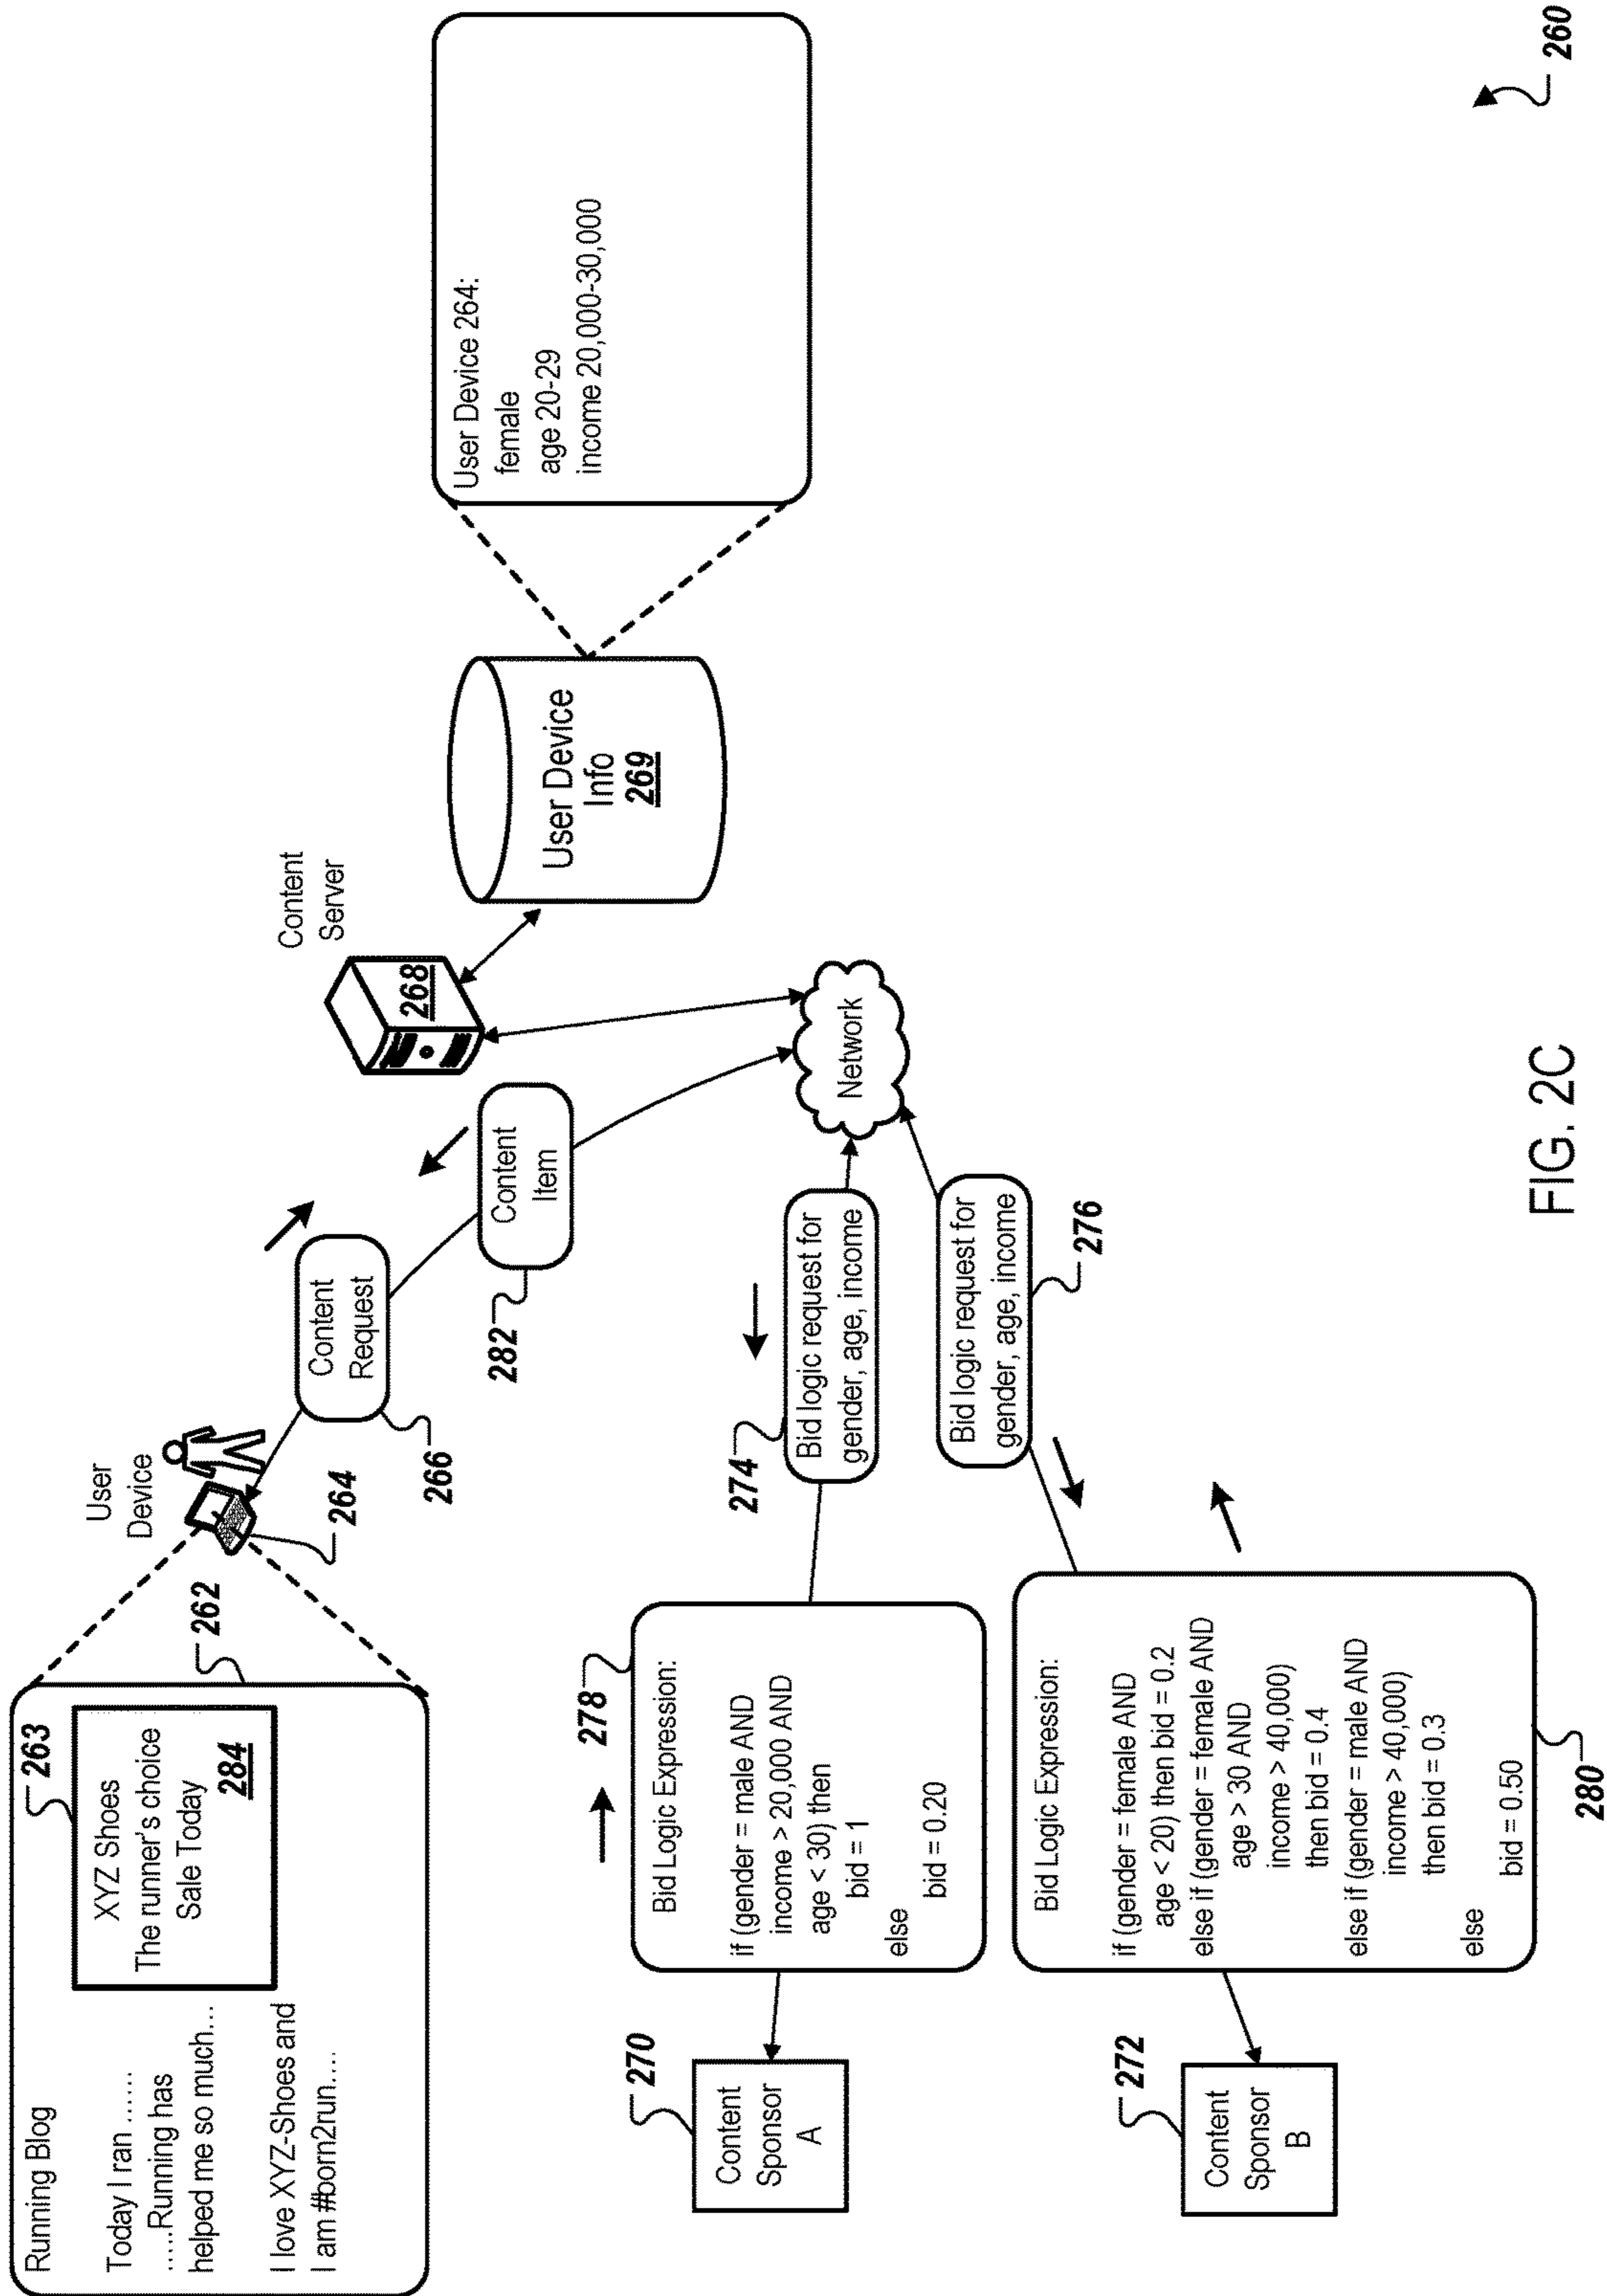 Running Blog
Today I ran ......
.....Running has
helped me so much...
I love XYZ-Shoes and
I am #born2run....
263
XYZ Shoes
The runner's choice
Sale Today
284
262
User
Device
264
Content
Request
266
Content
Item
282
Content
Server
268
User Device
Info
269
User Device 264:
female
age 20-29
income 20,000-30,000
Network
270
Content
Sponsor
A
278
Bid Logic Expression:
if (gender = male AND
income > 20,000 AND
age < 30) then
bid = 1
else
bid = 0.20
274
Bid logic request for
gender, age, income
272
Content
Sponsor
B
Bid Logic Expression:
if (gender = female AND
age < 20) then bid = 0.2
else if (gender = female AND
age > 30 AND
income > 40,000)
then bid = 0.4
else if (gender = male AND
income > 40,000)
then bid = 0.3
else
bid = 0.50
280
Bid logic request for
gender, age, income
276
FIG. 2C
260